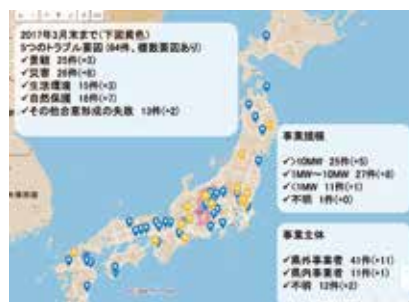 2017年3月末まで（下図黄色）
5つのトラブル要因（64件、複数要因あり）
✓景観 25件(+3)
✓災害 26件(+8)
✓生活環境 15件(+3)
✓自然保護 16件(+7)
✓その他合意形成の失敗 13件(+2)
事業規模
✓>10MW 25件(+5)
✓1MW～10MW 27件(+8)
✓<1MW 11件(+1)
✓不明 1件(+0)
事業主体
✓県外事業者 41件(+11)
✓県内事業者 11件(+1)
✓不明 12件(+2)